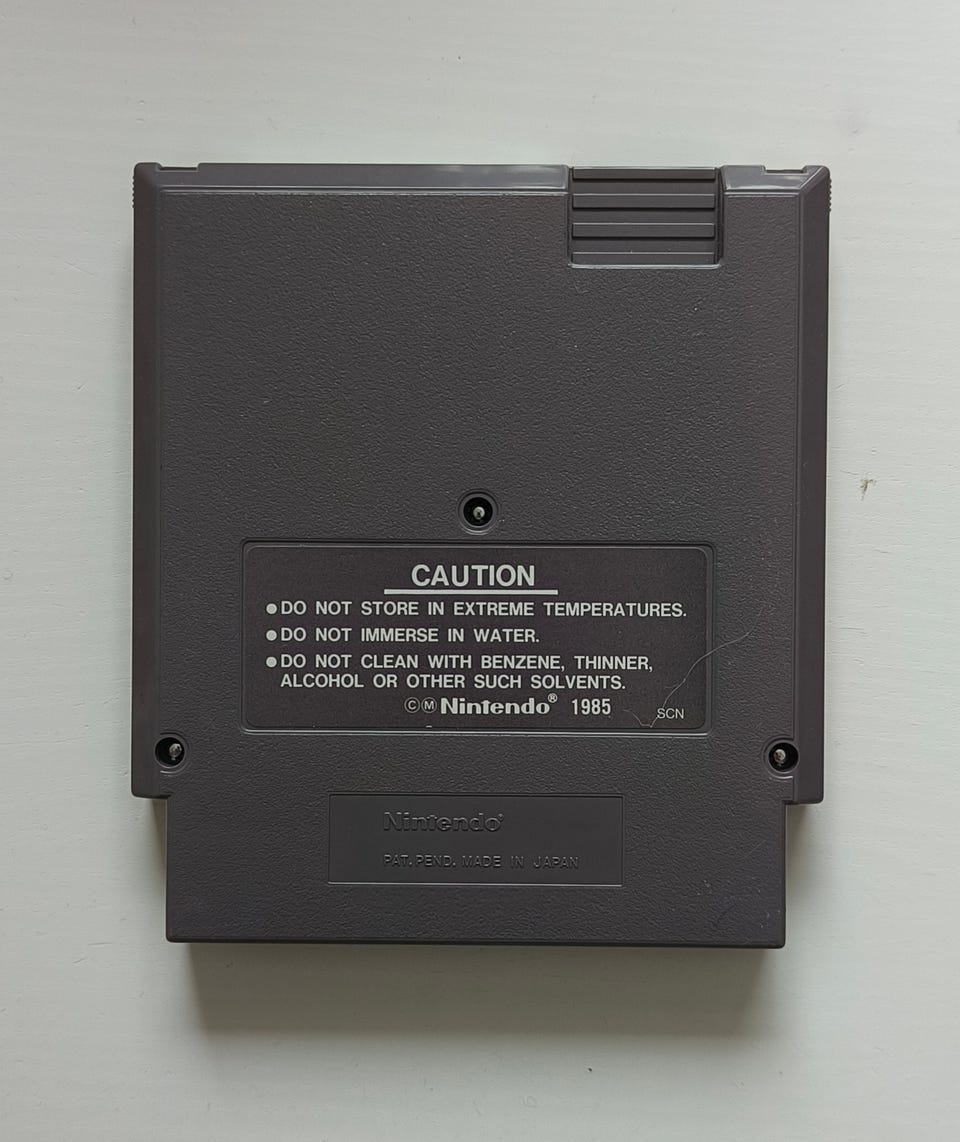 CAUTION
●DO NOT STORE IN EXTREME TEMPERATURES.
●DO NOT IMMERSE IN WATER.
●DO NOT CLEAN WITH BENZENE, THINNER,
ALCOHOL OR OTHER SUCH SOLVENTS.
ⒸⓂNintendo® 1985 SCN
Nintendo®
PAT. PEND. MADE IN JAPAN